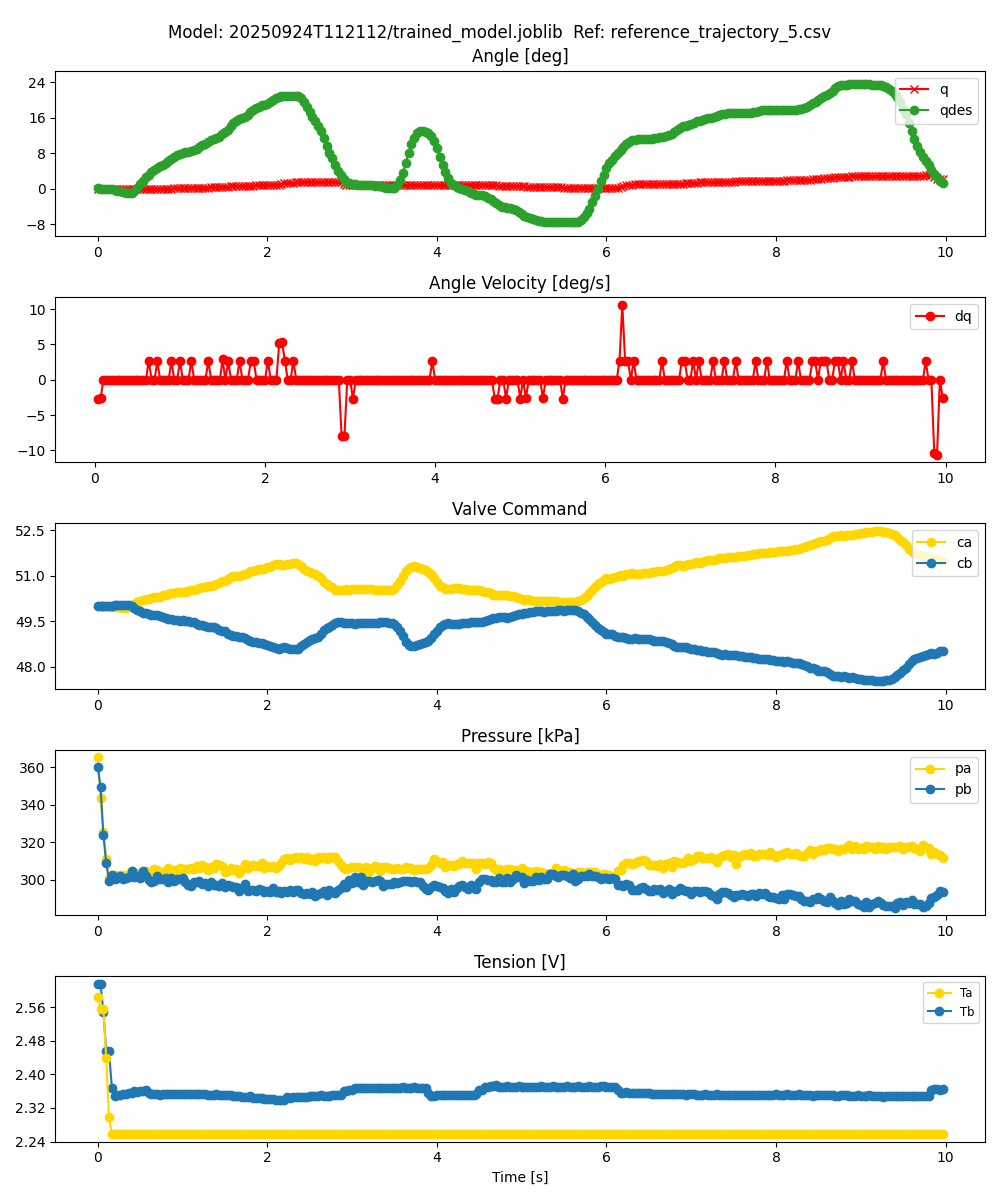 Model: 20250924T112112/trained_model.joblib  Ref: reference_trajectory_5.csv
Angle [deg]
24
16
8
0
−8
q
qdes
0 2 4 6 8 10
Angle Velocity [deg/s]
10
5
0
−5
−10
dq
0 2 4 6 8 10
Valve Command
52.5
51.0
49.5
48.0
ca
cb
0 2 4 6 8 10
Pressure [kPa]
360
340
320
300
pa
pb
0 2 4 6 8 10
Tension [V]
2.56
2.48
2.40
2.32
2.24
Ta
Tb
0 2 4 6 8 10
Time [s]